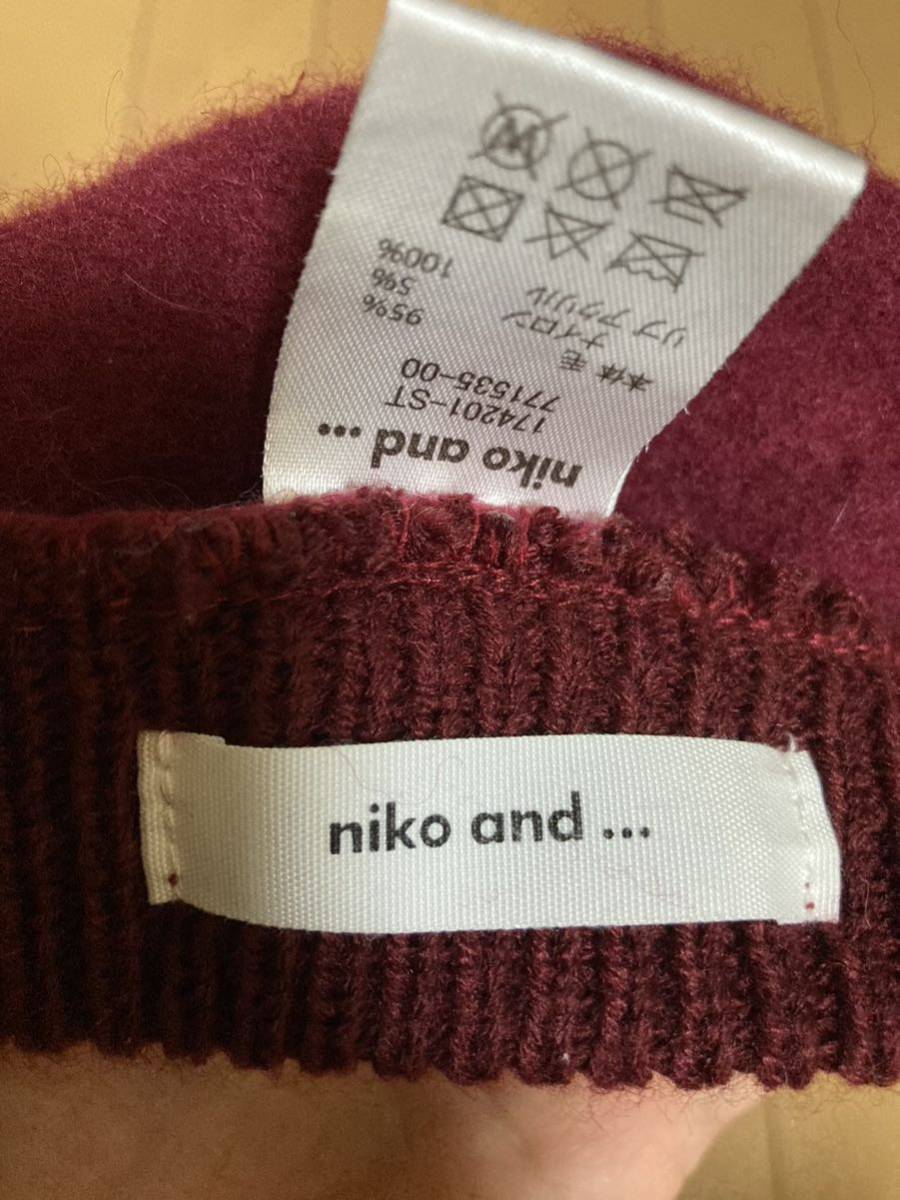 niko and ...
174201-ST
771535-00
本体 毛 95%
ナイロン 5%
リブ アクリル 100%
W
niko and ...